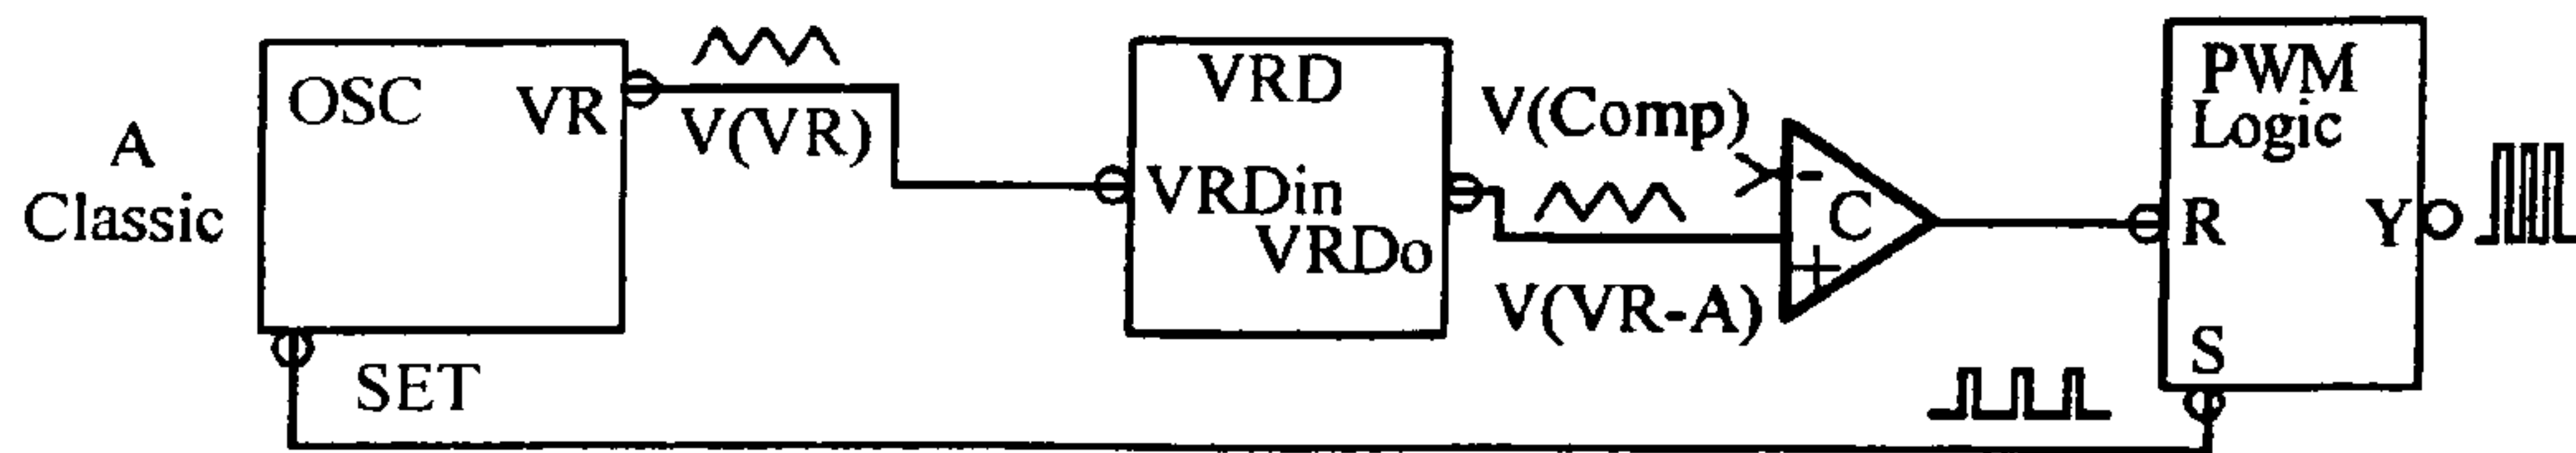 A
Classic
OSC
VR
V(VR)
SET
VRD
VRDin
VRDo
V(Comp)
V(VR-A)
-
C
+
PWM
Logic
R
Y
S